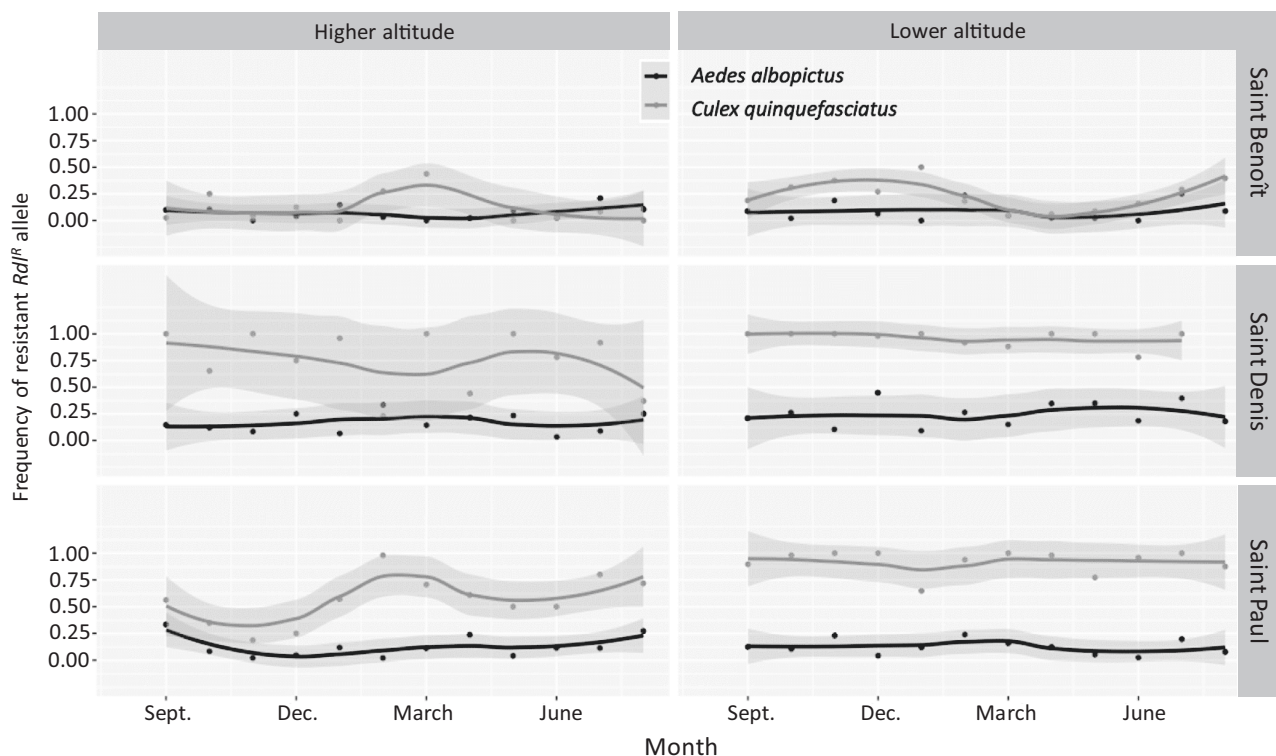 Higher altitude
Lower altitude
Aedes albopictus
Culex quinquefasciatus
Saint Benoît
Saint Denis
Saint Paul
Frequency of resistant Rdl^R allele
1.00
0.75
0.50
0.25
0.00
1.00
0.75
0.50
0.25
0.00
1.00
0.75
0.50
0.25
0.00
Sept. Dec. March June
Sept. Dec. March June
Month